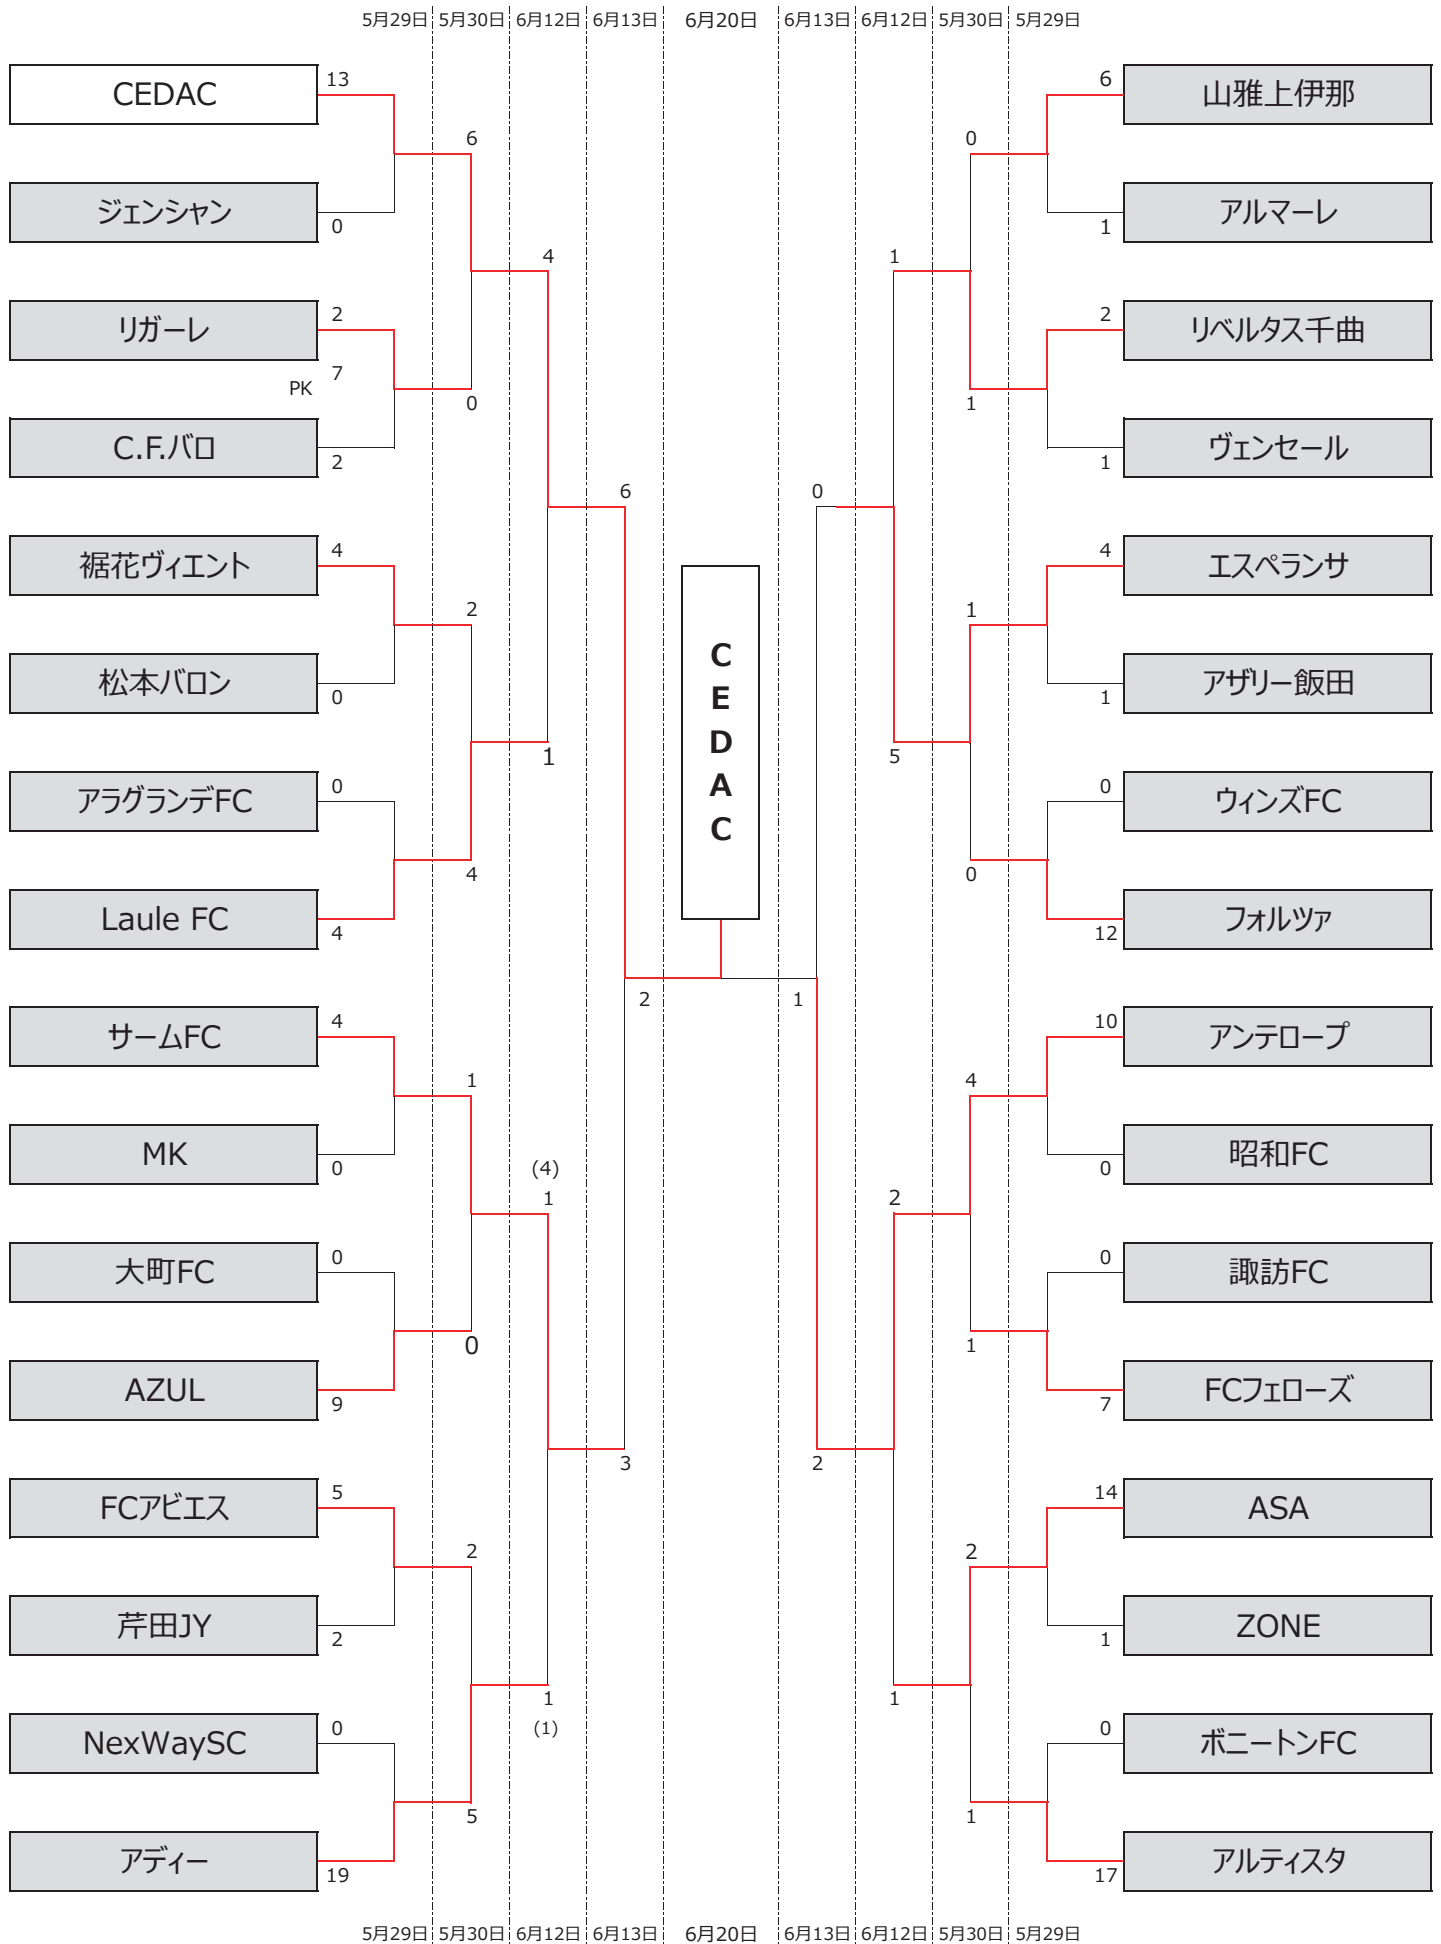 5月29日 5月30日 6月12日 6月13日 6月20日 6月13日 6月12日 5月30日 5月29日
CEDAC 13 6 山雅上伊那
6 0
ジェンシャン 0 1 アルマーレ
4 1
リガーレ 2 2 リベルタス千曲
PK 7
0 1
C.F.バロ 2 1 ヴェンセール
6 0
裾花ヴィエント 4 4 エスペランサ
2 1
松本バロン 0 1 アザリー飯田
1 5
アラグランデFC 0 0 ウィンズFC
4 0
Laule FC 4 12 フォルツァ
C
E
D
A
C
2 1
サームFC 4 10 アンテロープ
1 4
MK 0 0 昭和FC
(4)
1 2
大町FC 0 0 諏訪FC
0 1
AZUL 9 7 FCフェローズ
3 2
FCアビエス 5 14 ASA
2 2
芹田JY 2 1 ZONE
1 1
(1)
NexWaySC 0 0 ボニートンFC
5 1
アディー 19 17 アルティスタ
5月29日 5月30日 6月12日 6月13日 6月20日 6月13日 6月12日 5月30日 5月29日